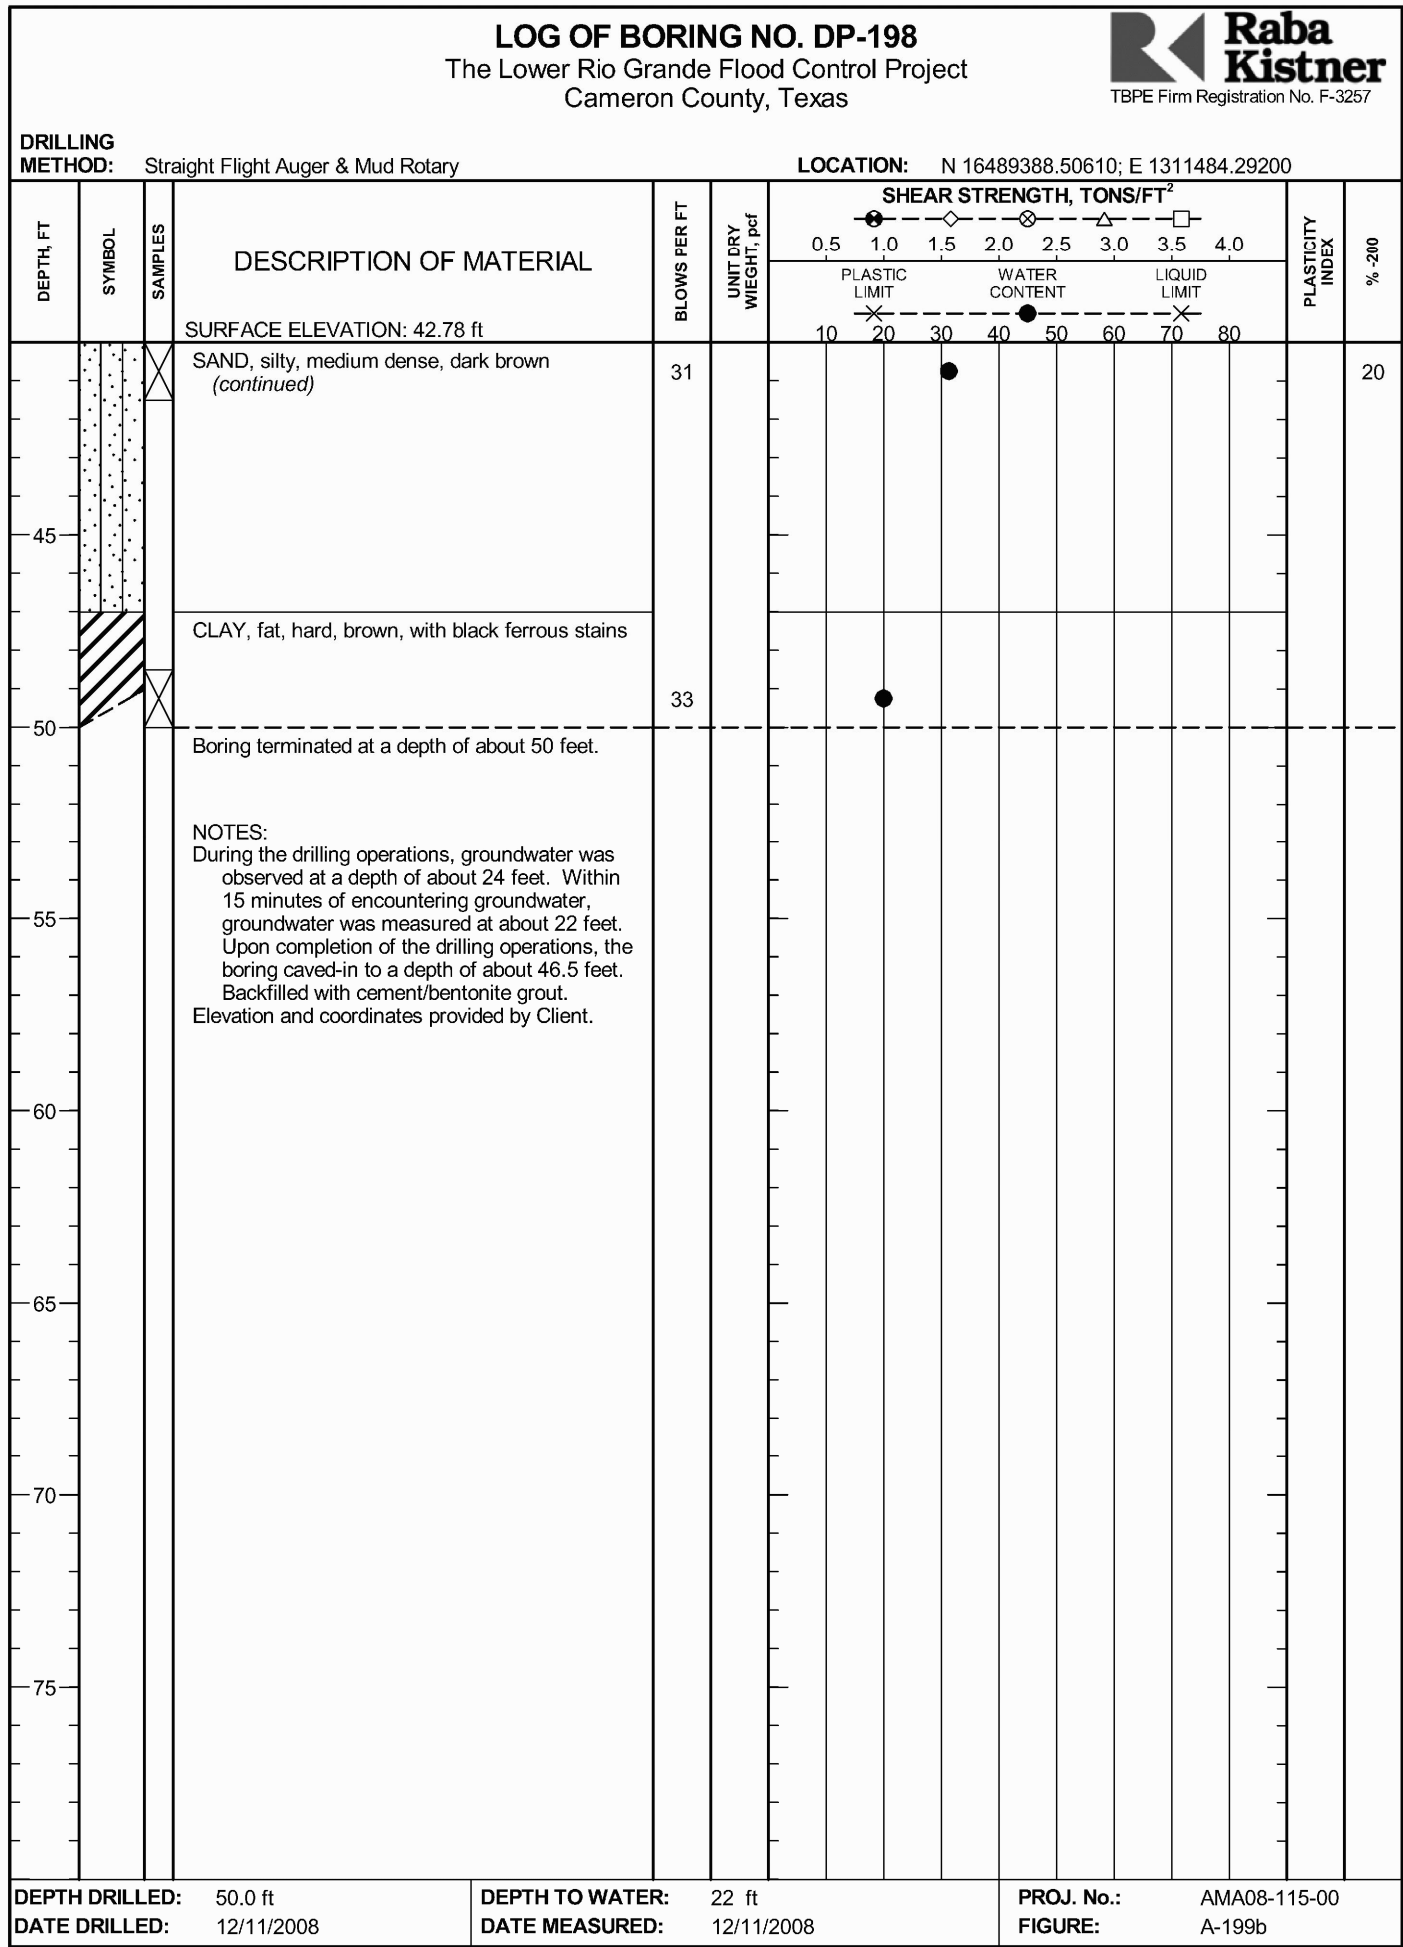 LOG OF BORING NO. DP-198
The Lower Rio Grande Flood Control Project
Cameron County, Texas
Raba
Kistner
TBPE Firm Registration No. F-3257
DRILLING
METHOD: Straight Flight Auger & Mud Rotary
LOCATION: N 16489388.50610; E 1311484.29200
DEPTH, FT
SYMBOL
SAMPLES
DESCRIPTION OF MATERIAL
SURFACE ELEVATION: 42.78 ft
BLOWS PER FT
UNIT DRY
WIEGHT, pcf
SHEAR STRENGTH, TONS/FT²
0.5 1.0 1.5 2.0 2.5 3.0 3.5 4.0
PLASTIC WATER LIQUID
LIMIT CONTENT LIMIT
10 20 30 40 50 60 70 80
PLASTICITY
INDEX
% -200
SAND, silty, medium dense, dark brown
(continued)
31
20
45
CLAY, fat, hard, brown, with black ferrous stains
33
50
Boring terminated at a depth of about 50 feet.
NOTES:
During the drilling operations, groundwater was
observed at a depth of about 24 feet. Within
15 minutes of encountering groundwater,
groundwater was measured at about 22 feet.
Upon completion of the drilling operations, the
boring caved-in to a depth of about 46.5 feet.
Backfilled with cement/bentonite grout.
Elevation and coordinates provided by Client.
55
60
65
70
75
DEPTH DRILLED: 50.0 ft DEPTH TO WATER: 22 ft PROJ. No.: AMA08-115-00
DATE DRILLED: 12/11/2008 DATE MEASURED: 12/11/2008 FIGURE: A-199b